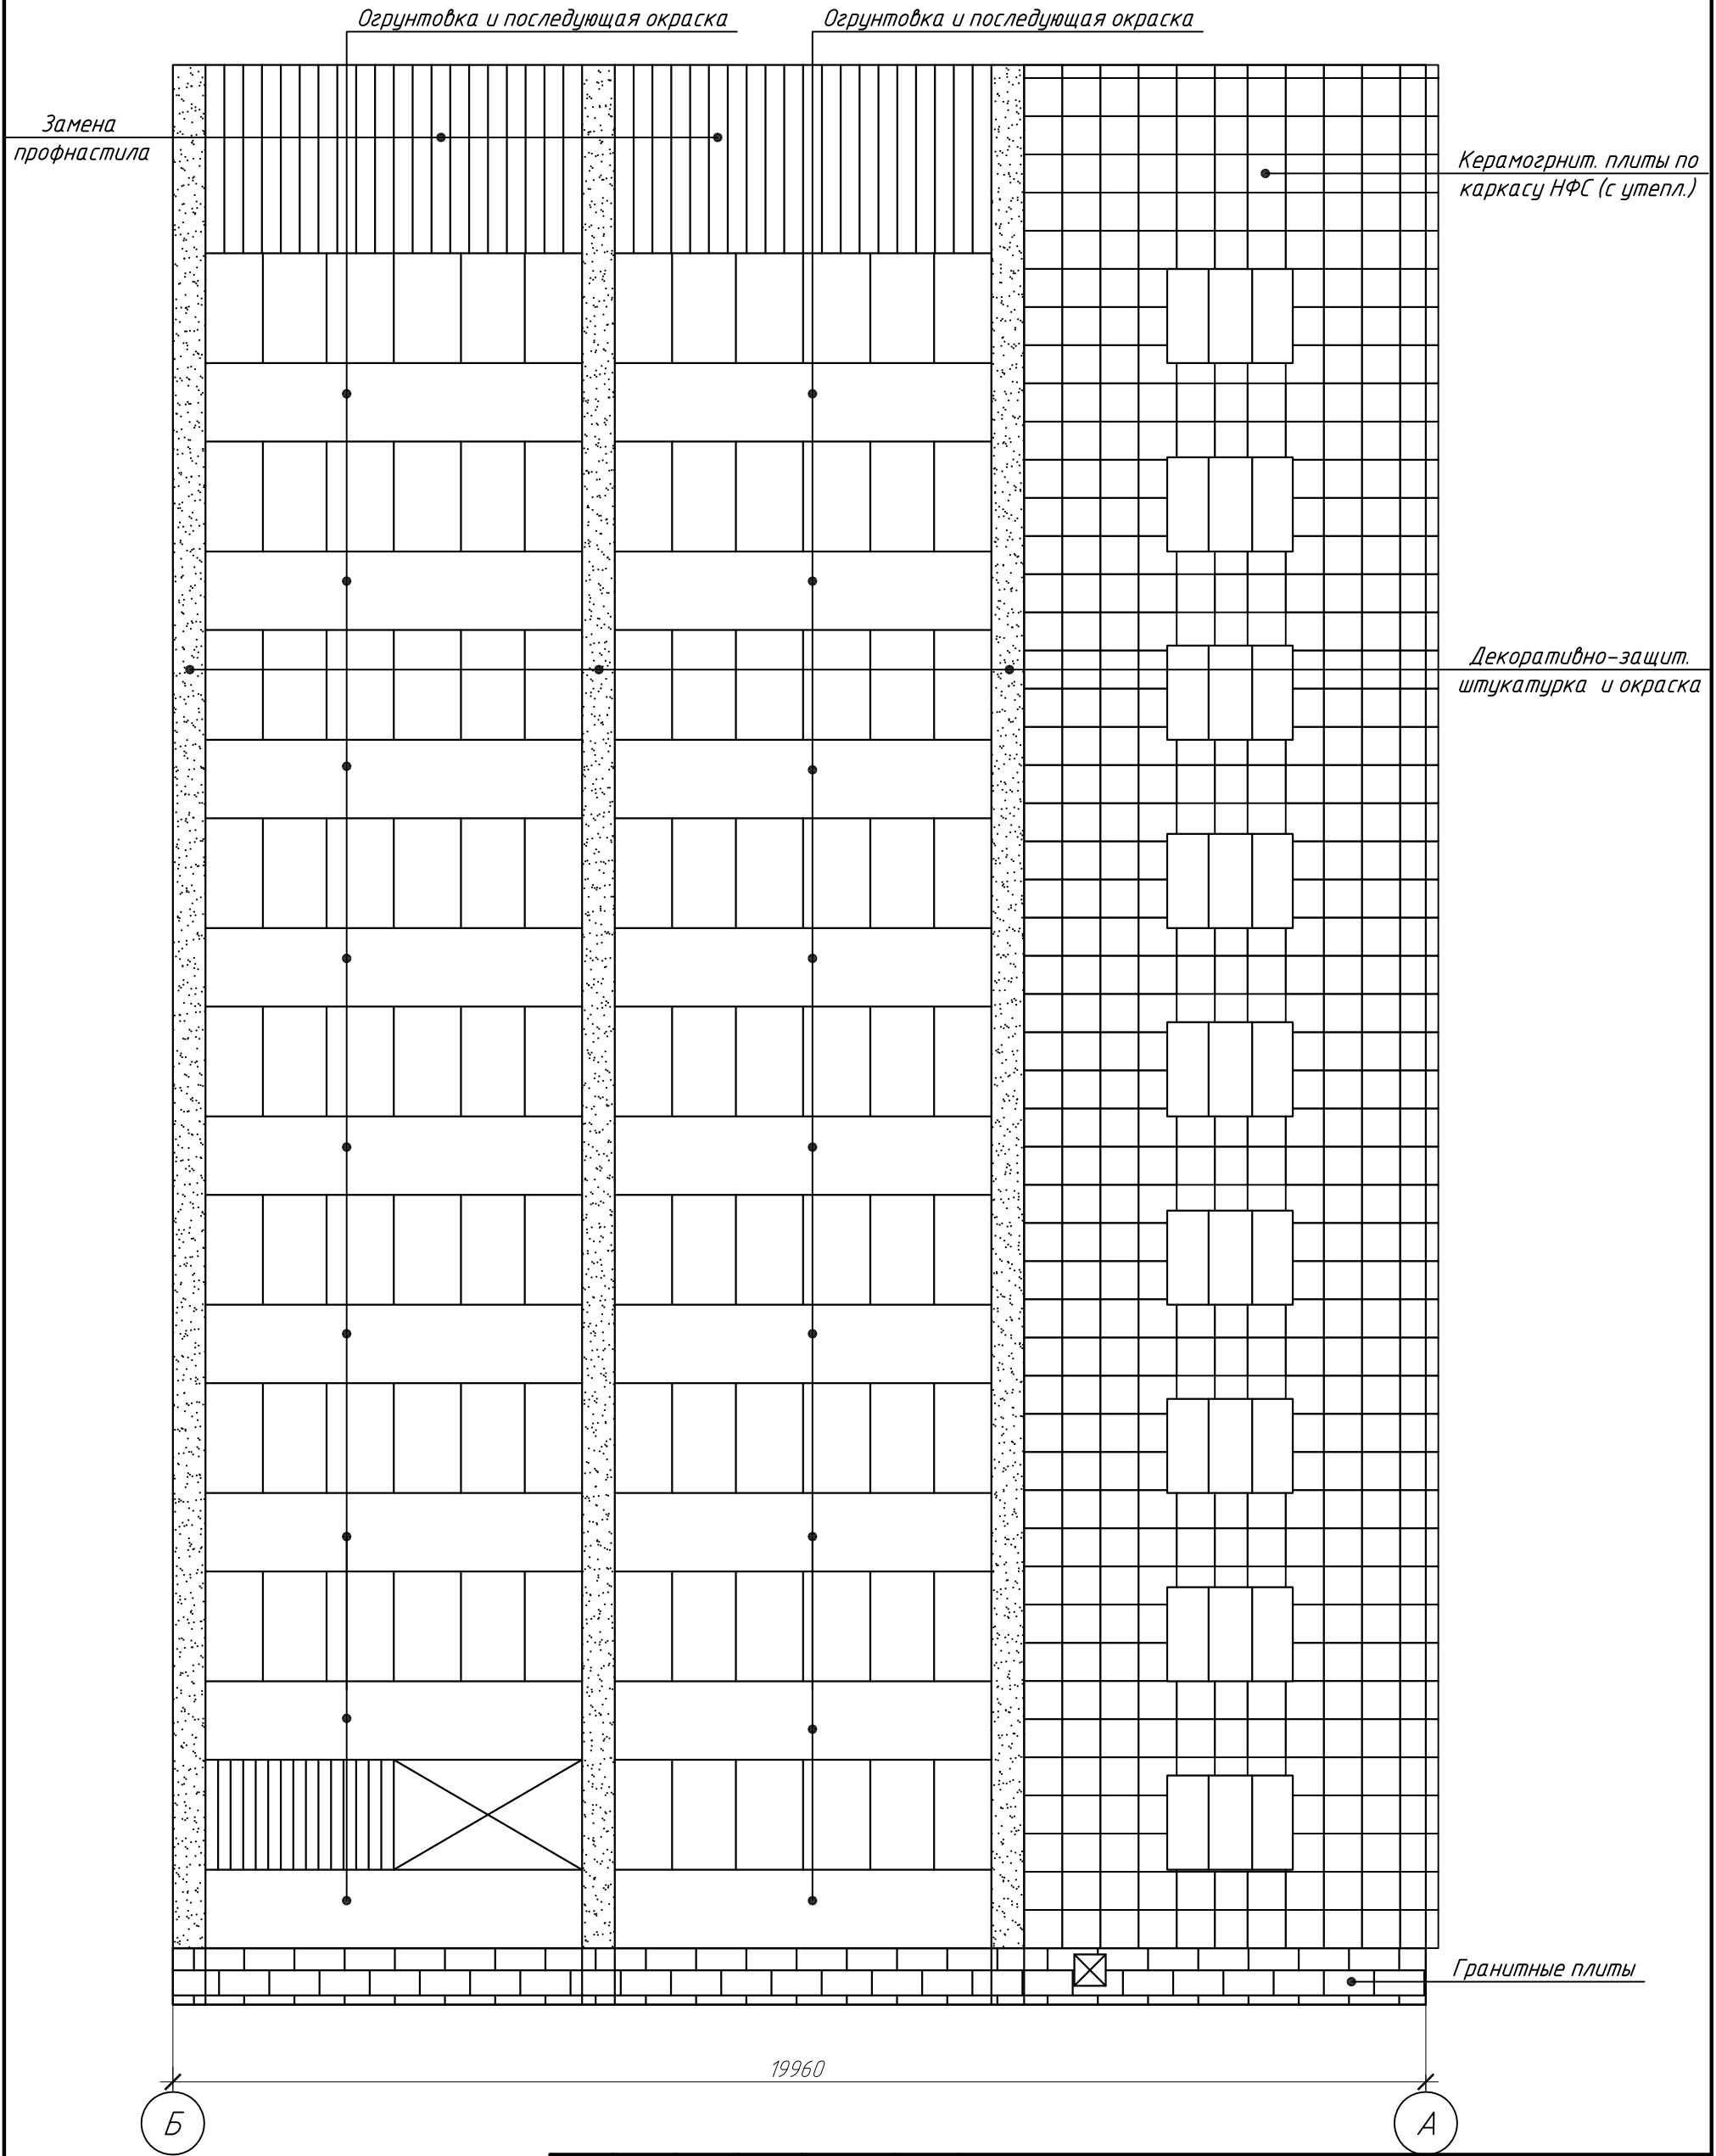 Огрунтовка и последующая окраска
Огрунтовка и последующая окраска
Замена
профнастила
Керамогрнит. плиты по
каркасу НФС (с утепл.)
Декоративно-защит.
штукатурка и окраска
Гранитные плиты
19960
Б
А